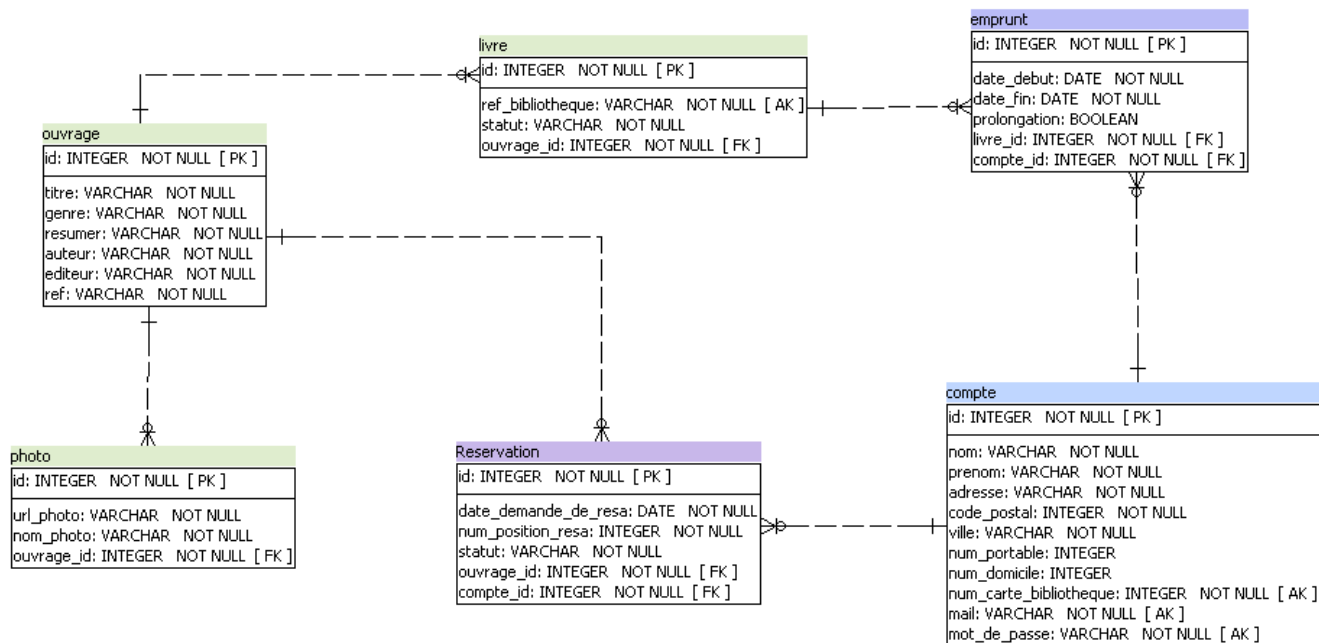 ouvrage
id: INTEGER NOT NULL [ PK ]
titre: VARCHAR NOT NULL
genre: VARCHAR NOT NULL
resumer: VARCHAR NOT NULL
auteur: VARCHAR NOT NULL
editeur: VARCHAR NOT NULL
ref: VARCHAR NOT NULL
livre
id: INTEGER NOT NULL [ PK ]
ref_bibliotheque: VARCHAR NOT NULL [ AK ]
statut: VARCHAR NOT NULL
ouvrage_id: INTEGER NOT NULL [ FK ]
emprunt
id: INTEGER NOT NULL [ PK ]
date_debut: DATE NOT NULL
date_fin: DATE NOT NULL
prolongation: BOOLEAN
livre_id: INTEGER NOT NULL [ FK ]
compte_id: INTEGER NOT NULL [ FK ]
photo
id: INTEGER NOT NULL [ PK ]
url_photo: VARCHAR NOT NULL
nom_photo: VARCHAR NOT NULL
ouvrage_id: INTEGER NOT NULL [ FK ]
Reservation
id: INTEGER NOT NULL [ PK ]
date_demande_de_resa: DATE NOT NULL
num_position_resa: INTEGER NOT NULL
statut: VARCHAR NOT NULL
ouvrage_id: INTEGER NOT NULL [ FK ]
compte_id: INTEGER NOT NULL [ FK ]
compte
id: INTEGER NOT NULL [ PK ]
nom: VARCHAR NOT NULL
prenom: VARCHAR NOT NULL
adresse: VARCHAR NOT NULL
code_postal: INTEGER NOT NULL
ville: VARCHAR NOT NULL
num_portable: INTEGER
num_domicile: INTEGER
num_carte_bibliotheque: INTEGER NOT NULL [ AK ]
mail: VARCHAR NOT NULL [ AK ]
mot_de_passe: VARCHAR NOT NULL [ AK ]